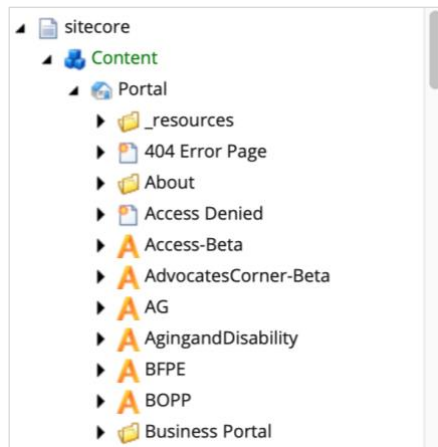 sitecore
Content
Portal
_resources
404 Error Page
About
Access Denied
Access-Beta
AdvocatesCorner-Beta
AG
AgingandDisability
BFPE
BOPP
Business Portal